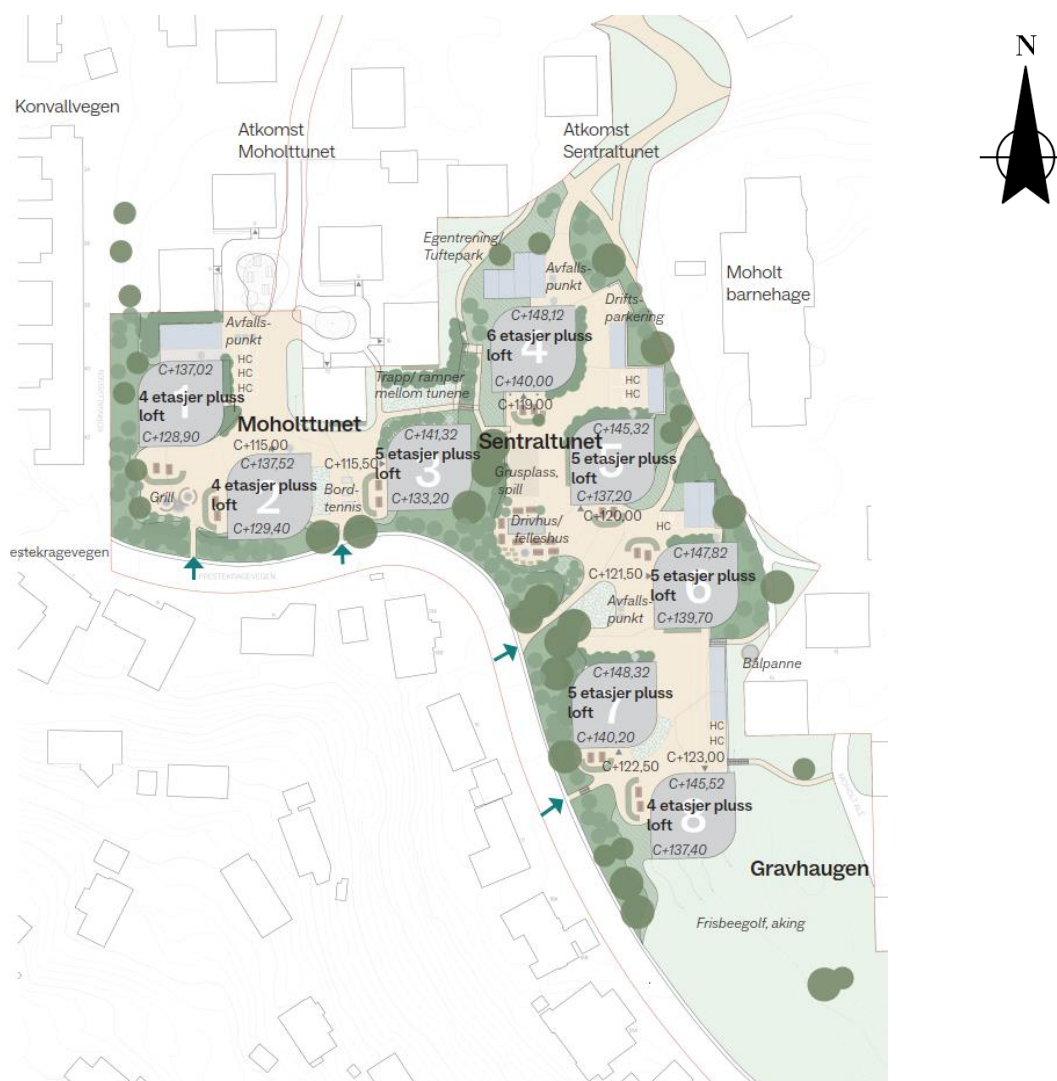 N
Konvallvegen
Atkomst
Moholttunet
Atkomst
Sentraltunet
Egentrening/
Tuftepark
Avfalls-
punkt
Drifts-
parkering
Moholt
barnehage
Avfalls-
punkt
HC
HC
HC
C+137,02
1
4 etasjer pluss
loft
C+128,90
Trapp/ ramper
mellom tunene
C+148,12
6 etasjer pluss
loft
4
C+140,00
C+119,00
HC
HC
Moholttunet
C+115,00
C+137,52
4 etasjer pluss
loft
2
C+129,40
Grill
C+115,50
Bord-
tennis
C+141,32
5 etasjer pluss
loft
3
C+133,20
Sentraltunet
Grusplass,
spill
Drivhus/
felleshus
C+145,32
5 etasjer pluss
loft
5
C+137,20
C+120,00
HC
estekragevegen
PRESTEKRAGEVEGEN
KONVALLVEGEN
C+121,50
Avfalls-
punkt
C+147,82
5 etasjer pluss
loft
6
C+139,70
Bålpanne
C+148,32
5 etasjer pluss
loft
7
C+140,20
C+122,50
HC
HC
C+123,00
C+145,52
4 etasjer pluss
loft
8
C+137,40
Gravhaugen
Frisbeegolf, aking